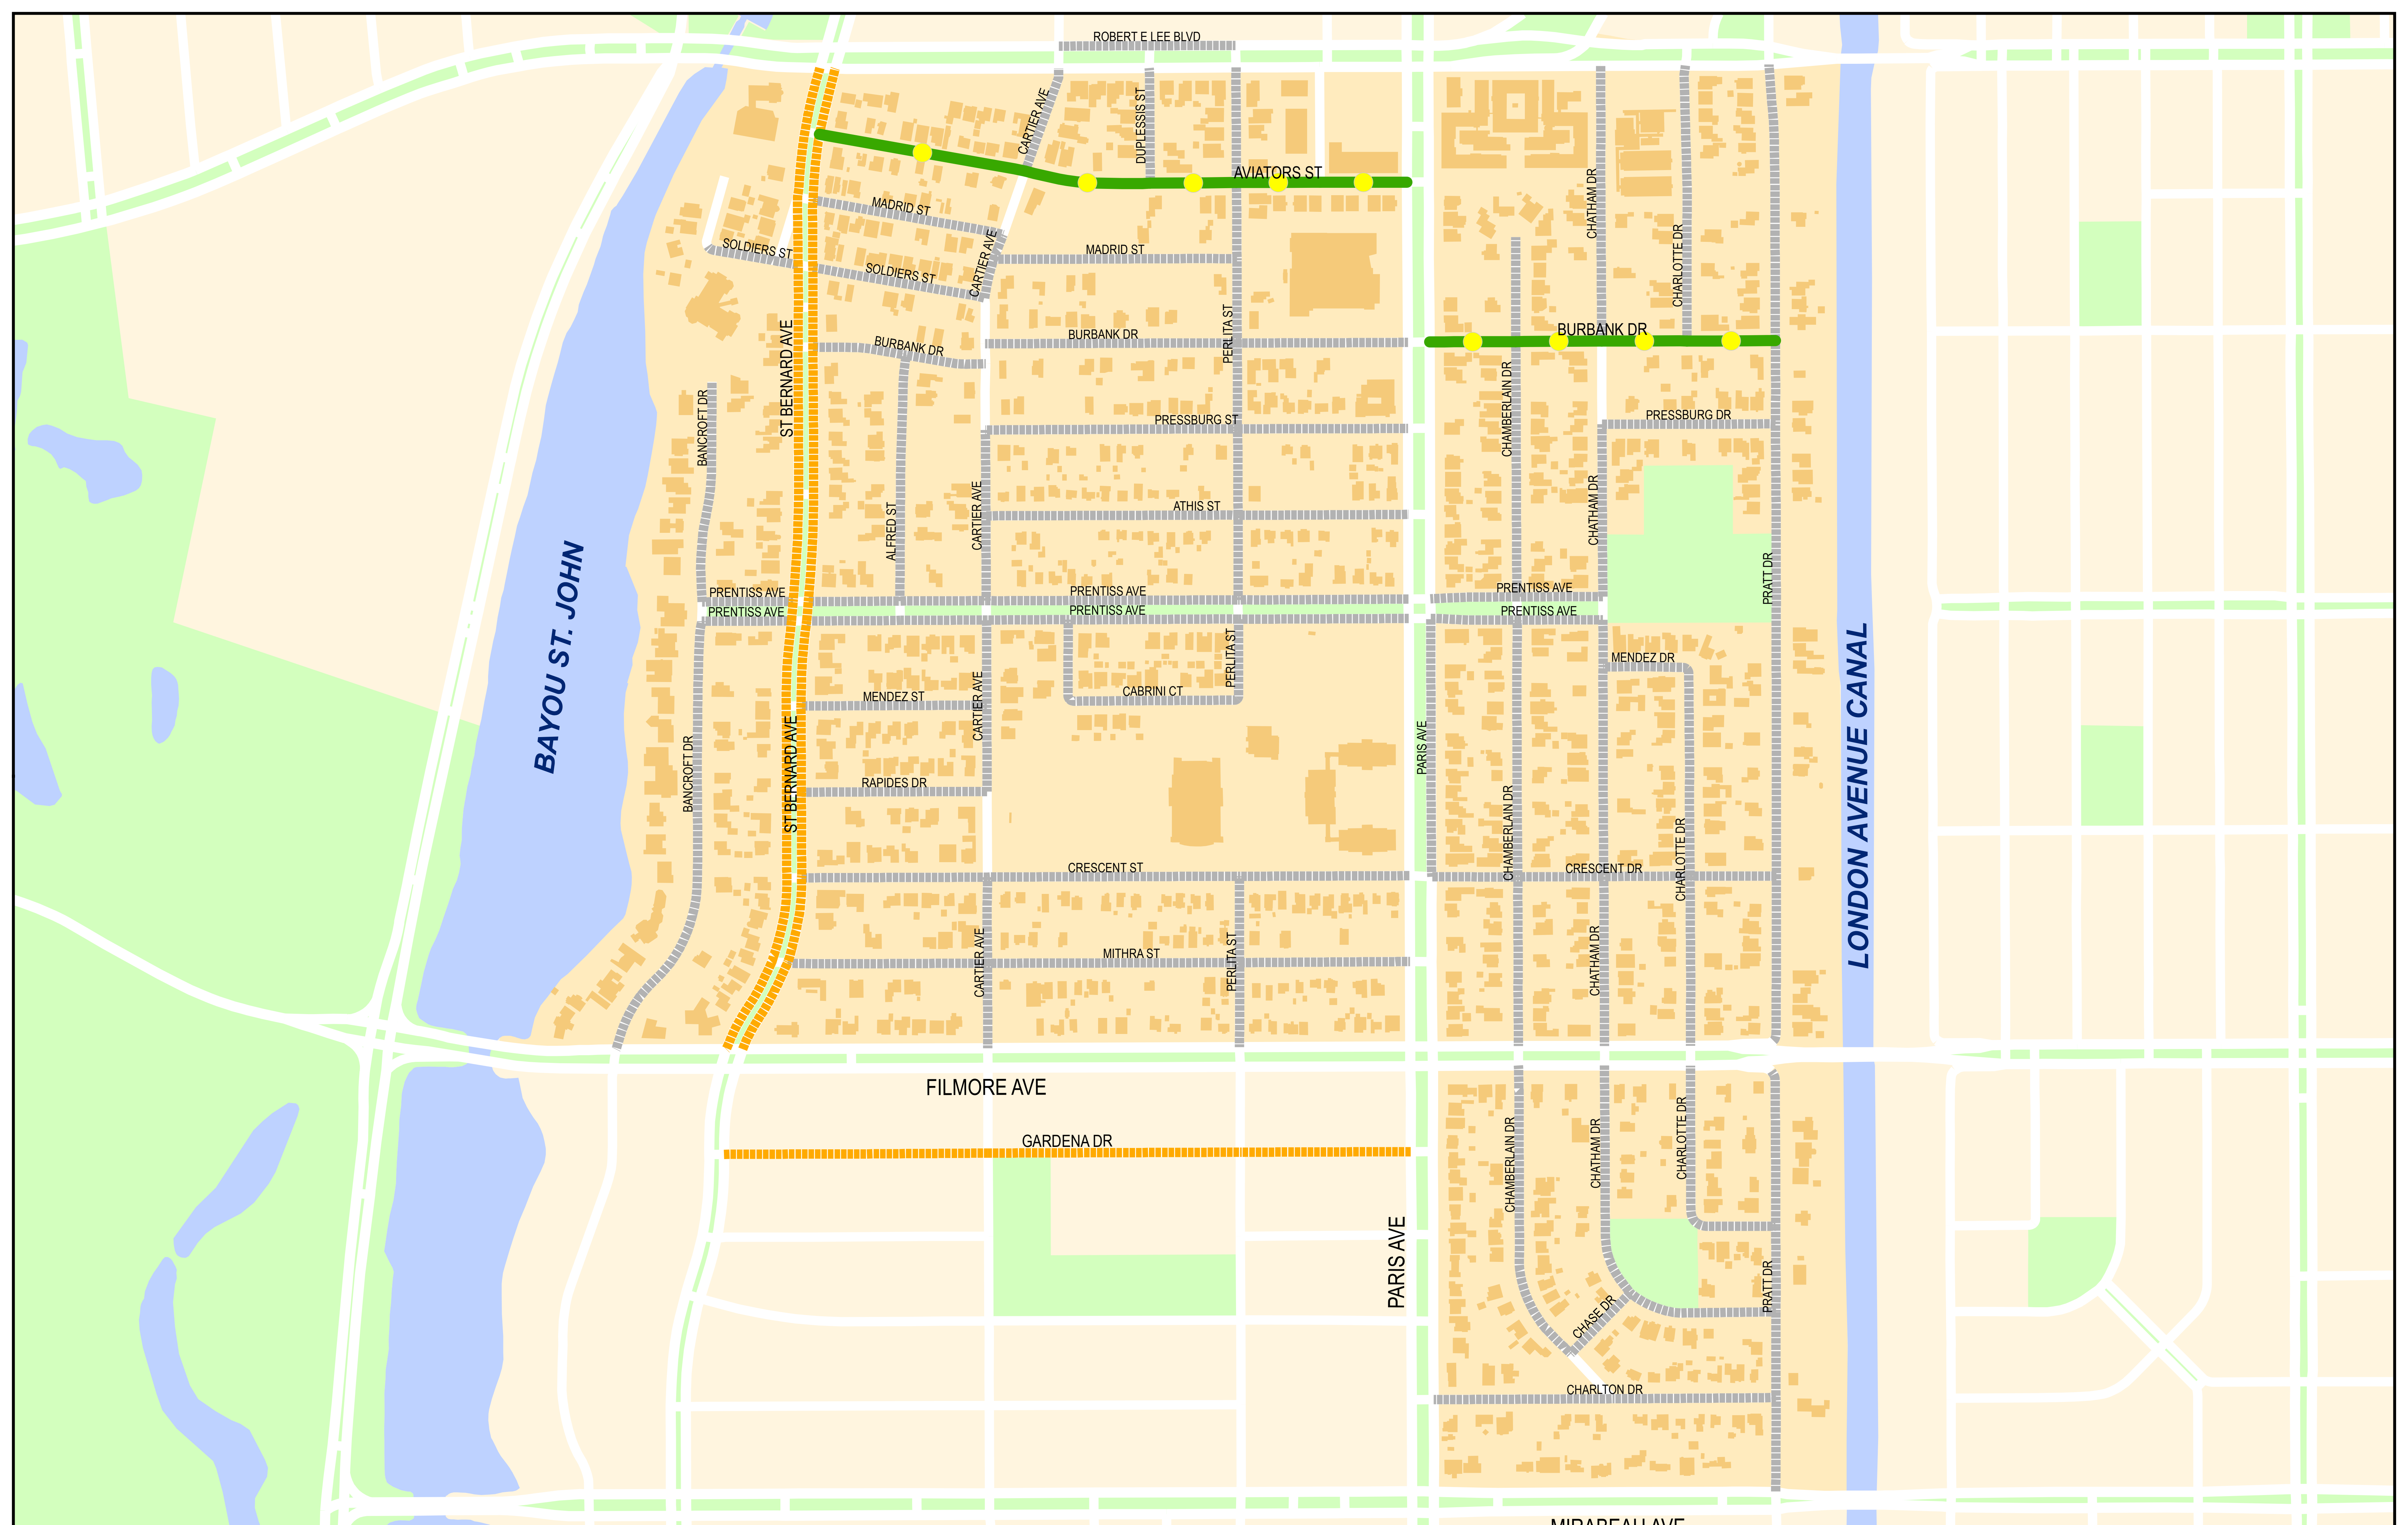 ROBERT E LEE BLVD
CARTIER AVE
DUPLESSIS ST
AVIATORS ST
CHATHAM DR
CHARLOTTE DR
MADRID ST
SOLDIERS ST
SOLDIERS ST
CARTIER AVE
MADRID ST
PERLITA ST
ST BERNARD AVE
BURBANK DR
BURBANK DR
BURBANK DR
BANCROFT DR
CHAMBERLAIN DR
PRESSBURG ST
PRESSBURG DR
ALFRED ST
CARTIER AVE
ATHIS ST
CHATHAM DR
PRATT DR
BAYOU ST. JOHN
PRENTISS AVE
PRENTISS AVE
PRENTISS AVE
PRENTISS AVE
PRENTISS AVE
PRENTISS AVE
PERLITA ST
MENDEZ DR
LONDON AVENUE CANAL
MENDEZ ST
CARTIER AVE
CABRINI CT
PARIS AVE
BANCROFT DR
ST BERNARD AVE
RAPIDES DR
CHAMBERLAIN DR
CHARLOTTE DR
CRESCENT ST
CRESCENT DR
CARTIER AVE
MITHRA ST
PERLITA ST
CHATHAM DR
FILMORE AVE
GARDENA DR
CHAMBERLAIN DR
CHATHAM DR
CHARLOTTE DR
PARIS AVE
CHASE DR
PRATT DR
CHARLTON DR
MIRABEAU AVE